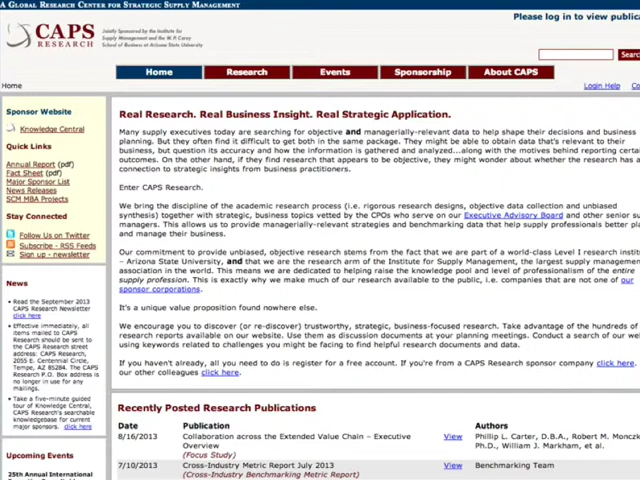 A GLOBAL RESEARCH CENTER FOR STRATEGIC SUPPLY MANAGEMENT
Please log in to view public
CAPS
RESEARCH
Jointly Sponsored by the Institute for
Supply Management and the W. P. Carey
School of Business at Arizona State University
Searc
Home Research Events Sponsorship About CAPS
Home
Login Help Co
Sponsor Website
Knowledge Central
Quick Links
Annual Report (pdf)
Fact Sheet (pdf)
Major Sponsor List
News Releases
SCM MBA Projects
Stay Connected
Follow Us on Twitter
Subscribe - RSS Feeds
Sign up - newsletter
News
Read the September 2013
CAPS Research Newsletter
click here
Effective immediately, all
items mailed to CAPS
Research should be sent to
the CAPS Research street
address: CAPS Research,
2055 E. Centennial Circle,
Tempe, AZ 85284. The CAPS
Research P.O. Box address is
no longer in use for any
mailings.
Take a five-minute guided
tour of Knowledge Central,
CAPS Research's searchable
knowledgebase for current
major sponsors. click here
Upcoming Events
25th Annual International
Real Research. Real Business Insight. Real Strategic Application.
Many supply executives today are searching for objective and managerially-relevant data to help shape their decisions and business
planning. But they often find it difficult to get both in the same package. They might be able to obtain data that's relevant to their
business, but question its accuracy and how the information is gathered and analyzed...along with the motives behind reporting certai
outcomes. On the other hand, if they find research that appears to be objective, they might wonder about whether the research has a
connection to strategic insights from business practitioners.
Enter CAPS Research.
We bring the discipline of the academic research process (i.e. rigorous research designs, objective data collection and unbiased
synthesis) together with strategic, business topics vetted by the CPOs who serve on our Executive Advisory Board and other senior su
managers. This allows us to provide managerially-relevant strategies and benchmarking data that help supply professionals better pla
and manage their business.
Our commitment to provide unbiased, objective research stems from the fact that we are part of a world-class Level I research institu
– Arizona State University, and that we are the research arm of the Institute for Supply Management, the largest supply managemen
association in the world. This means we are dedicated to helping raise the knowledge pool and level of professionalism of the entire
supply profession. This is exactly why we make much of our research available to the public, i.e. companies that are not one of our
sponsor corporations.
It's a unique value proposition found nowhere else.
We encourage you to discover (or re-discover) trustworthy, strategic, business-focused research. Take advantage of the hundreds of
research reports available on our website. Use them as discussion documents at your planning meetings. Conduct a search of our web
using keywords related to challenges you might be facing to find helpful research documents and data.
If you haven't already, all you need to do is register for a free account. If you're from a CAPS Research sponsor company click here.
our other colleagues click here.
Recently Posted Research Publications
Date Publication Authors
8/16/2013 Collaboration across the Extended Value Chain – Executive View Phillip L. Carter, D.B.A., Robert M. Moncz
Overview Ph.D., William J. Markham, et al.
(Focus Study)
7/10/2013 Cross-Industry Metric Report July 2013 View Benchmarking Team
(Cross-Industry Benchmarking Metric Report)